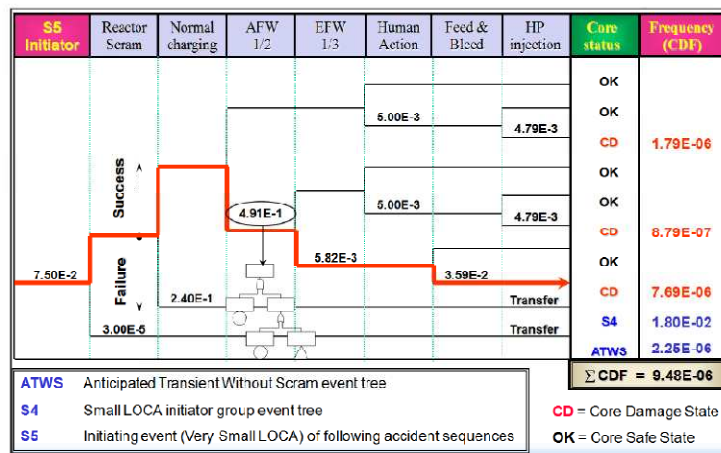 S5 Initiator
Reactor Scram
Normal charging
AFW 1/2
EFW 1/3
Human Action
Feed & Bleed
HP injection
Core status
Frequency (CDF)
OK
OK
5.00E-3
4.79E-3
CD 1.79E-06
OK
Success
OK
4.91E-1
5.00E-3
4.79E-3
CD 8.79E-07
OK
7.50E-2
Failure
5.82E-3
3.59E-2
CD 7.69E-06
2.40E-1
Transfer
S4 1.80E-02
3.00E-5
Transfer
ATWS 2.25E-06
∑CDF = 9.48E-06
ATWS Anticipated Transient Without Scram event tree
S4 Small LOCA initiator group event tree
S5 Initiating event (Very Small LOCA) of following accident sequences
CD = Core Damage State
OK = Core Safe State